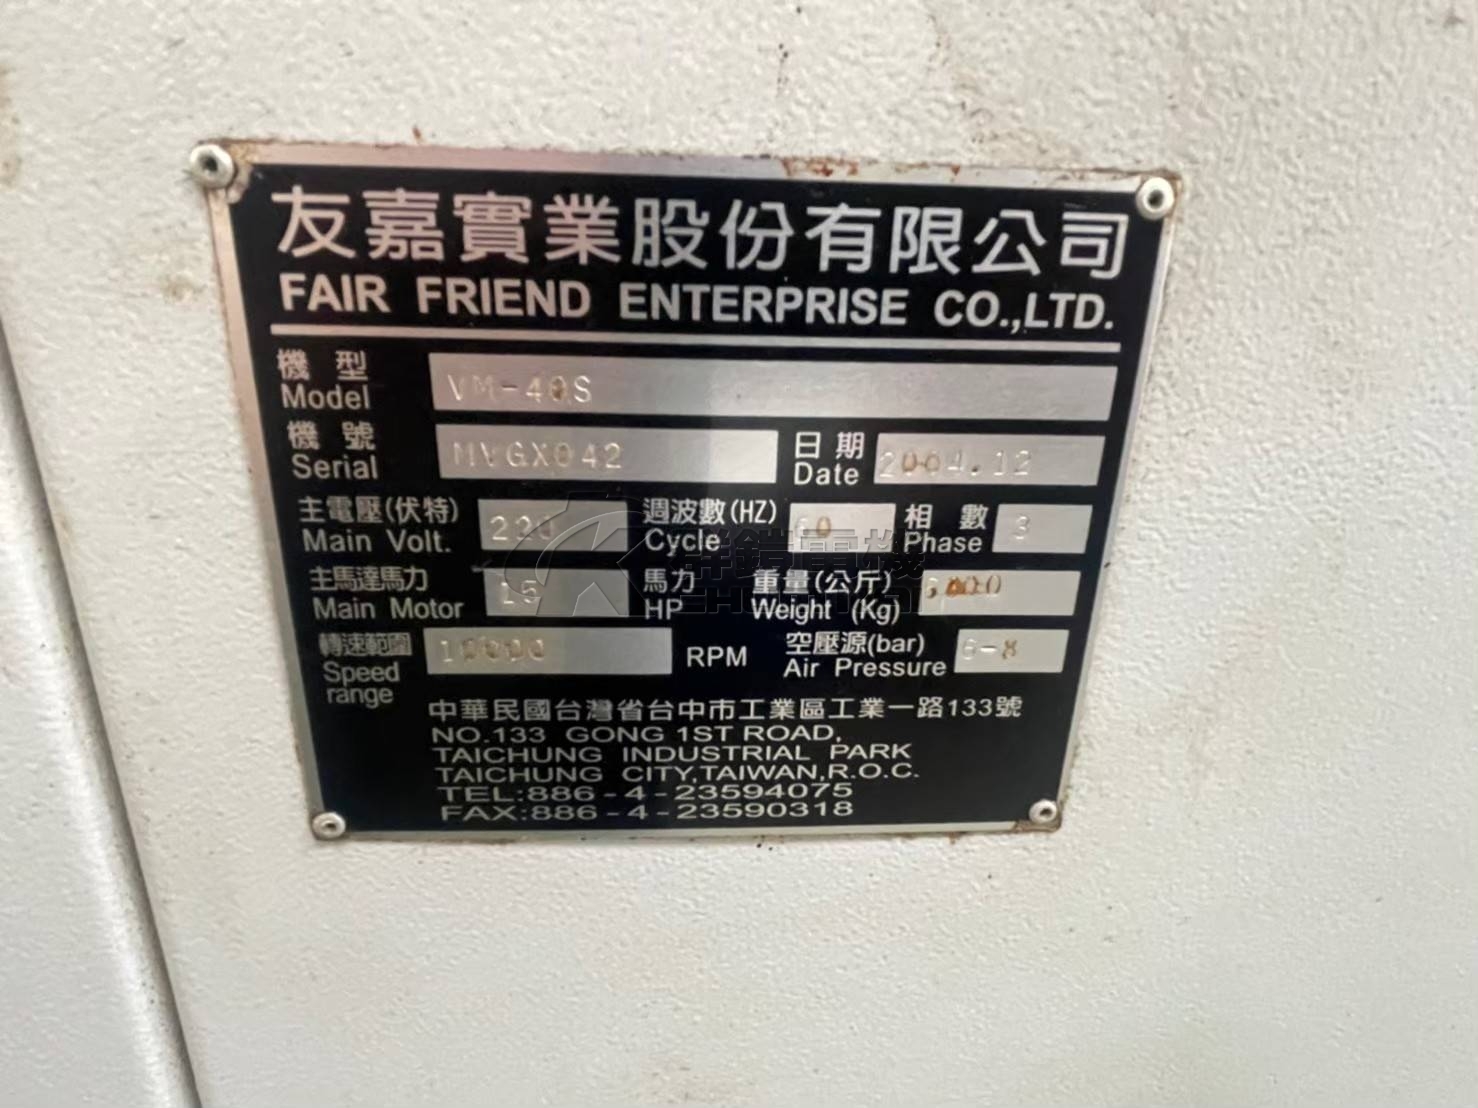 友嘉實業股份有限公司
FAIR FRIEND ENTERPRISE CO.,LTD.
機型 VM-40S
Model
機號 MVGX042 日期 2004.12
Serial Date
主電壓(伏特) 220 週波數(HZ) 60 相數 3
Main Volt. Cycle Phase
主馬達馬力 15 馬力 重量(公斤) 6000
Main Motor HP Weight (Kg)
轉速範圍 10000 RPM 空壓源(bar) 6-8
Speed range Air Pressure
中華民國台灣省台中市工業區工業一路133號
NO.133 GONG 1ST ROAD,
TAICHUNG INDUSTRIAL PARK
TAICHUNG CITY,TAIWAN,R.O.C.
TEL:886-4-23594075
FAX:886-4-23590318